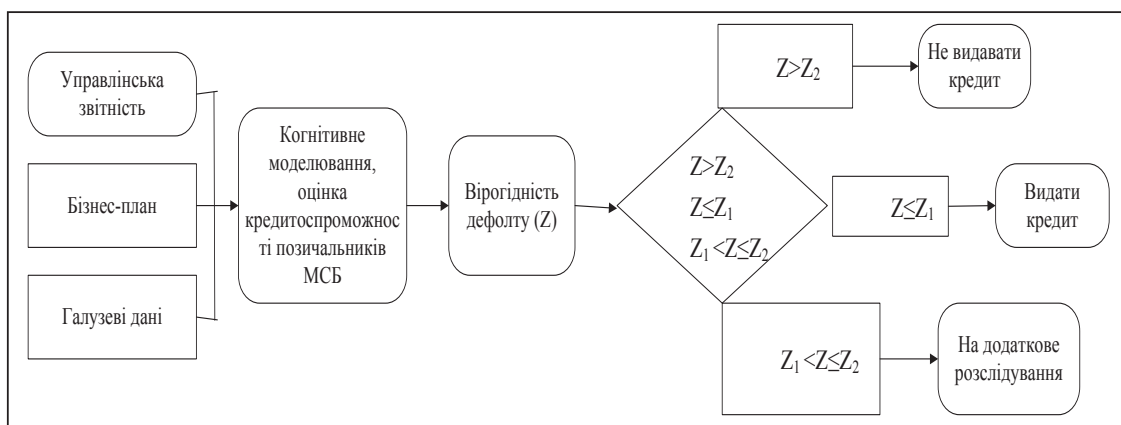 Управлінська
звітність
Бізнес-план
Галузеві дані
Когнітивне
моделювання,
оцінка
кредитоспроможнос
ті позичальників
МСБ
Вірогідність
дефолту (Z)
Z>Z₂
Z≤Z₁
Z₁ <Z≤Z₂
Z>Z₂
Не видавати
кредит
Z≤Z₁
Видати
кредит
Z₁ <Z≤Z₂
На додаткове
розслідування